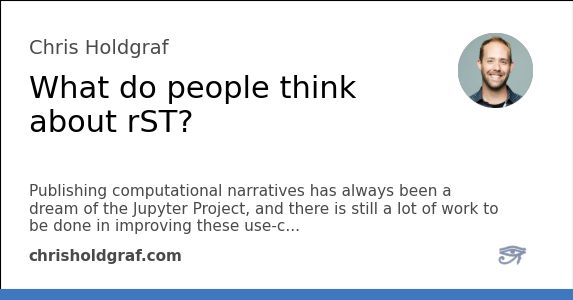 Chris Holdgraf
What do people think
about rST?
Publishing computational narratives has always been a
dream of the Jupyter Project, and there is still a lot of work to
be done in improving these use-c...
chrisholdgraf.com